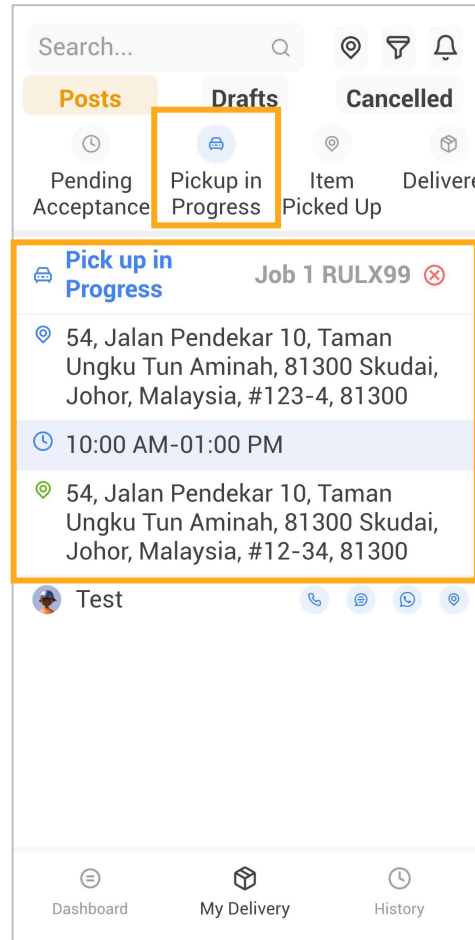 Search...
Posts Drafts Cancelled
Pending Acceptance
Pickup in Progress
Item Picked Up
Delivere
Pick up in Progress
Job 1 RULX99
54, Jalan Pendekar 10, Taman
Ungku Tun Aminah, 81300 Skudai,
Johor, Malaysia, #123-4, 81300
10:00 AM-01:00 PM
54, Jalan Pendekar 10, Taman
Ungku Tun Aminah, 81300 Skudai,
Johor, Malaysia, #12-34, 81300
Test
Dashboard My Delivery History